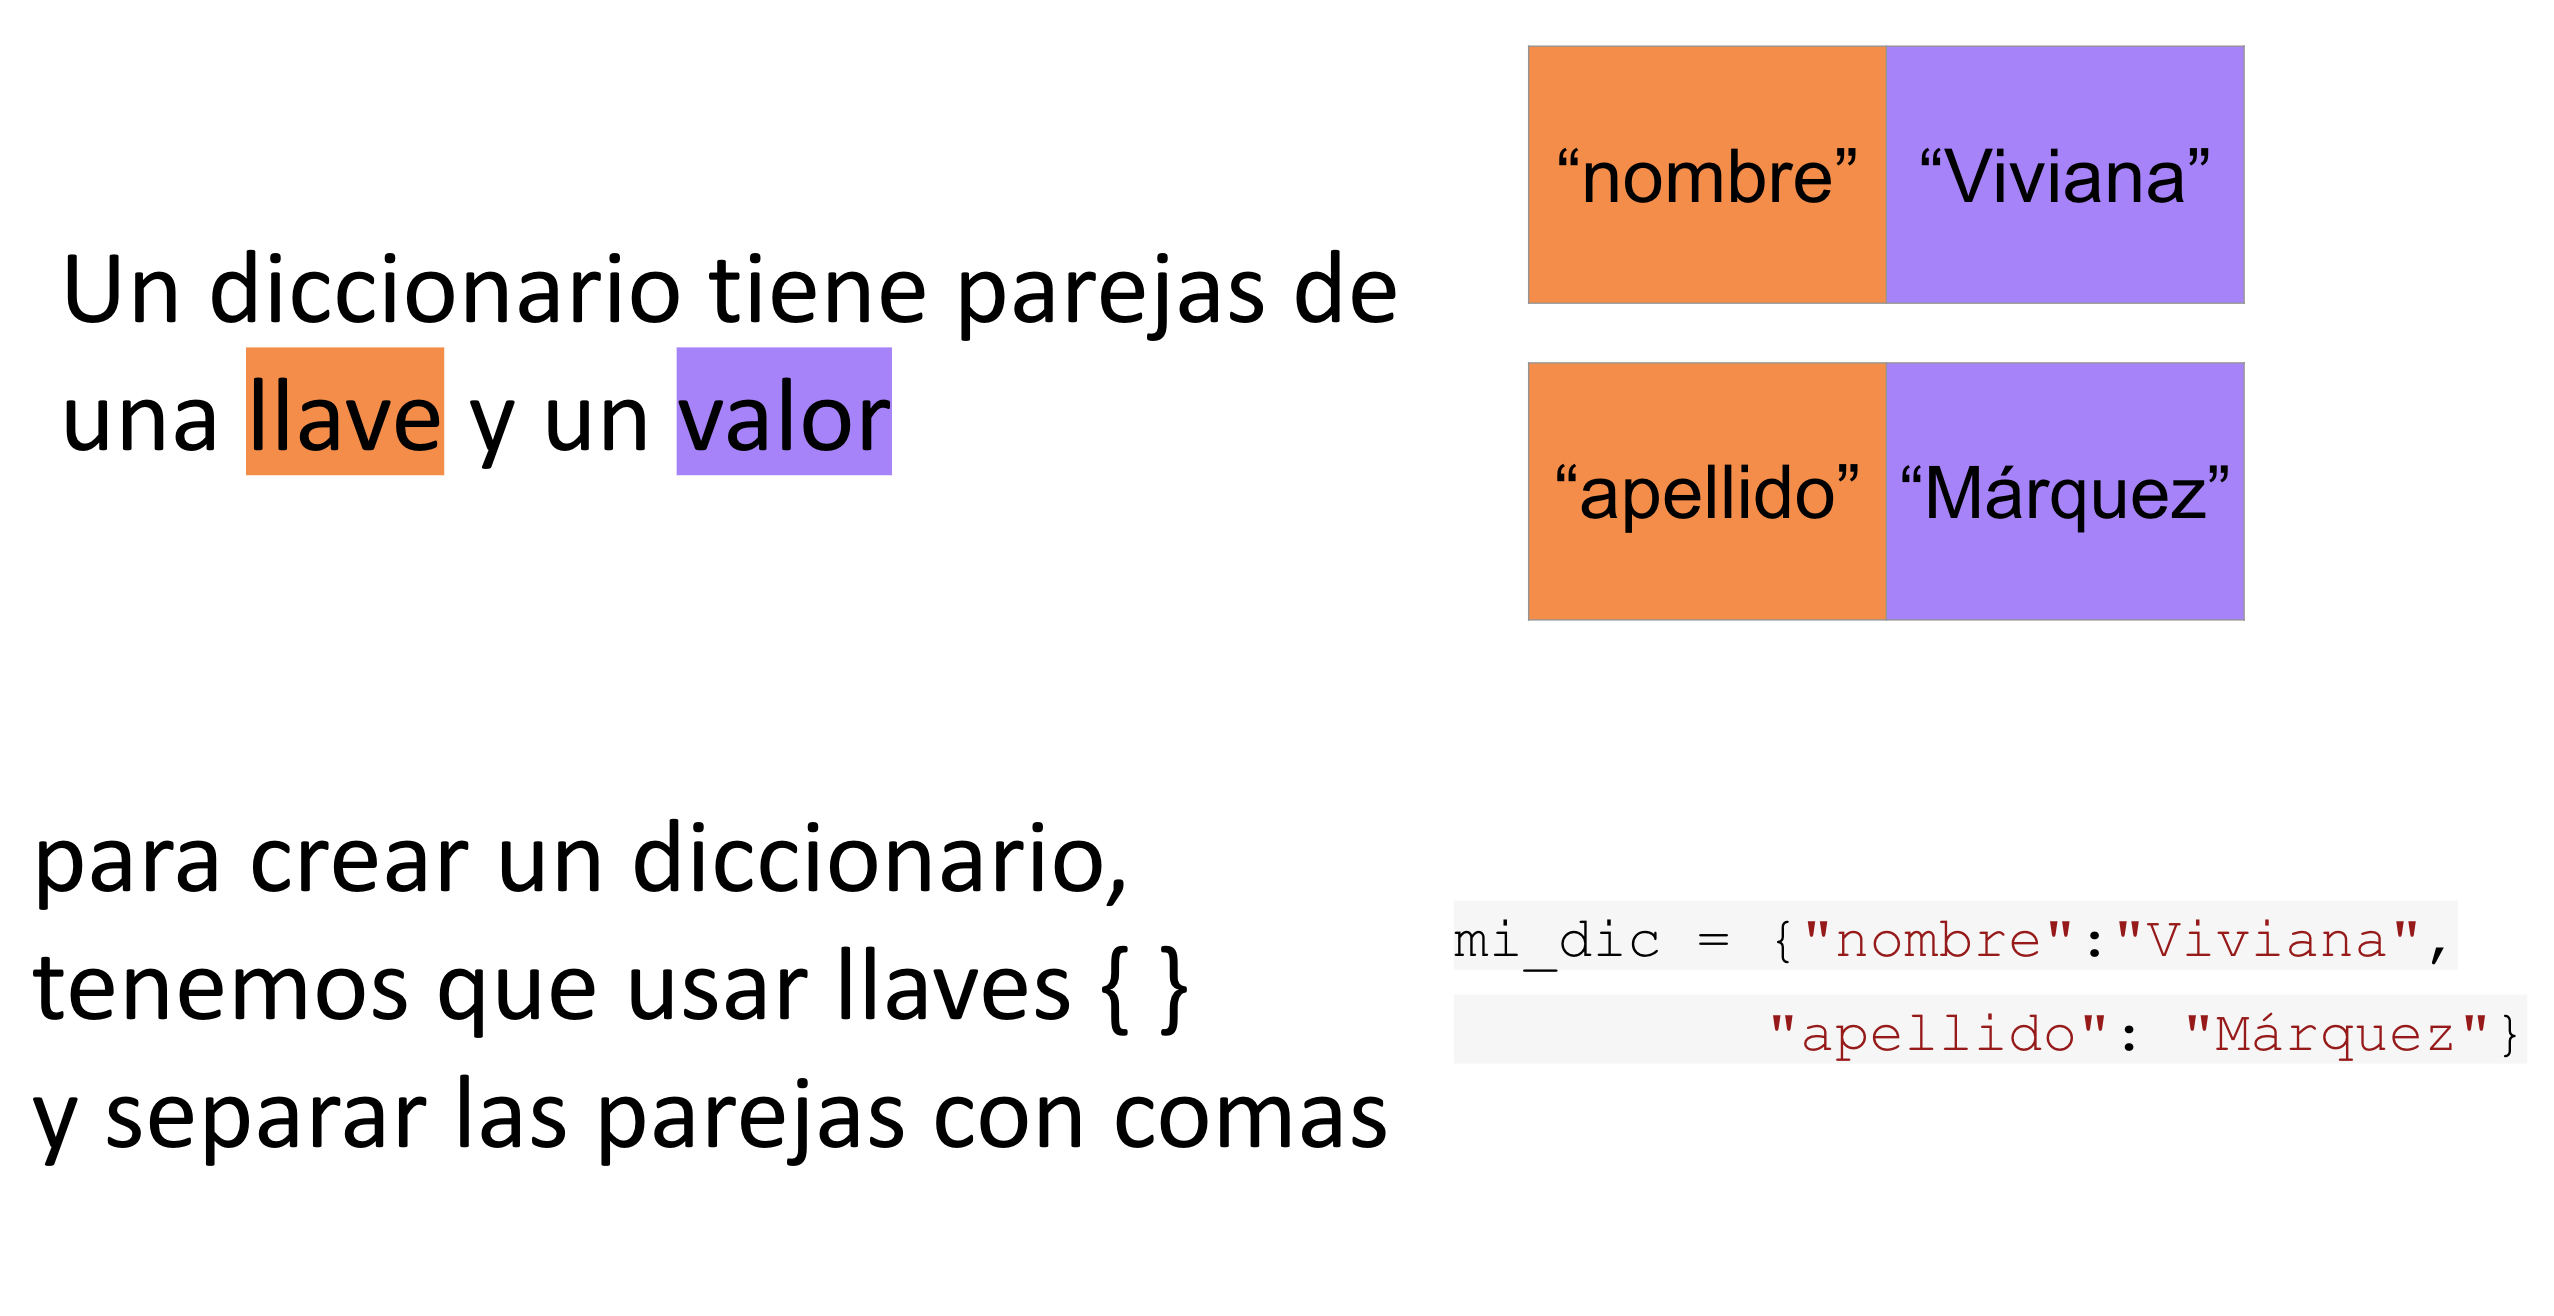 Un diccionario tiene parejas de
una llave y un valor
“nombre” “Viviana”
“apellido” “Márquez”
para crear un diccionario,
tenemos que usar llaves { }
y separar las parejas con comas
mi_dic = {"nombre":"Viviana",
"apellido": "Márquez"}